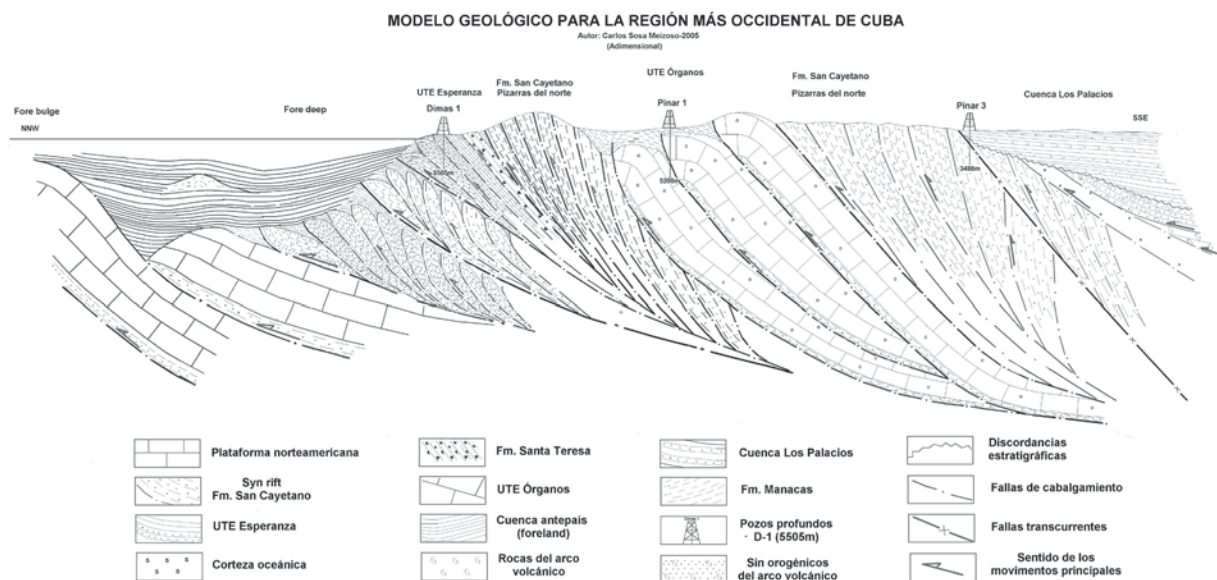 MODELO GEOLÓGICO PARA LA REGIÓN MÁS OCCIDENTAL DE CUBA
Autor: Carlos Sosa Meizoso-2005
(Adimensional)
UTE Órganos
UTE Esperanza
Fm. San Cayetano
Pizarras del norte
Fm. San Cayetano
Pizarras del norte
Fore bulge
NNW
Fore deep
Dimas 1
Pinar 1
Pinar 3
Cuenca Los Palacios
SSE
5500m
5200m
3486m
Plataforma norteamericana
Syn rift
Fm. San Cayetano
UTE Esperanza
Corteza oceánica
Fm. Santa Teresa
UTE Órganos
Cuenca antepais
(foreland)
Rocas del arco
volcánico
Cuenca Los Palacios
Fm. Manacas
Pozos profundos
D-1 (5505m)
Sin orogénicos
del arco volcánico
Discordancias
estratigráficas
Fallas de cabalgamiento
Fallas transcurrentes
Sentido de los
movimientos principales